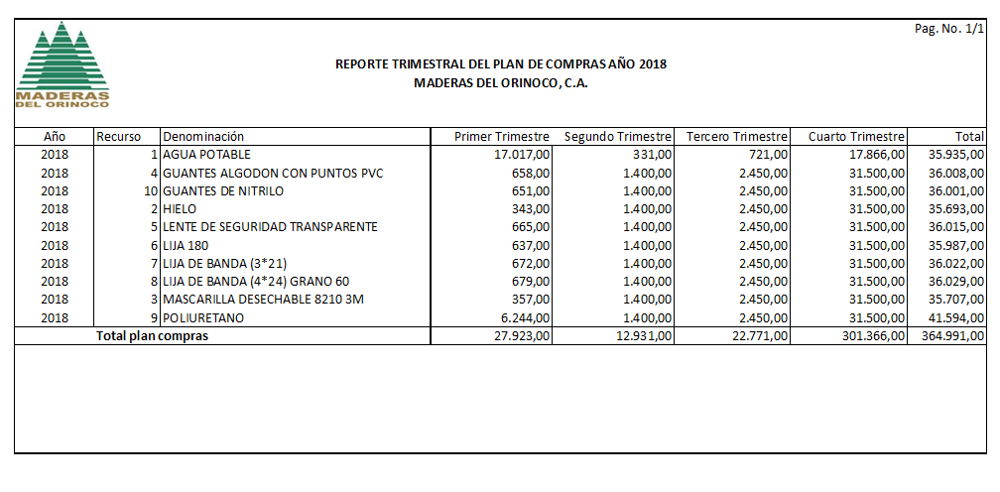 Pag. No. 1/1
MADERAS
DEL ORINOCO
REPORTE TRIMESTRAL DEL PLAN DE COMPRAS AÑO 2018
MADERAS DEL ORINOCO, C.A.
Año Recurso Denominación Primer Trimestre Segundo Trimestre Tercero Trimestre Cuarto Trimestre Total
2018 1 AGUA POTABLE 17.017,00 331,00 721,00 17.866,00 35.935,00
2018 4 GUANTES ALGODON CON PUNTOS PVC 658,00 1.400,00 2.450,00 31.500,00 36.008,00
2018 10 GUANTES DE NITRILO 651,00 1.400,00 2.450,00 31.500,00 36.001,00
2018 2 HIELO 343,00 1.400,00 2.450,00 31.500,00 35.693,00
2018 5 LENTE DE SEGURIDAD TRANSPARENTE 665,00 1.400,00 2.450,00 31.500,00 36.015,00
2018 6 LIJA 180 637,00 1.400,00 2.450,00 31.500,00 35.987,00
2018 7 LIJA DE BANDA (3*21) 672,00 1.400,00 2.450,00 31.500,00 36.022,00
2018 8 LIJA DE BANDA (4*24) GRANO 60 679,00 1.400,00 2.450,00 31.500,00 36.029,00
2018 3 MASCARILLA DESECHABLE 8210 3M 357,00 1.400,00 2.450,00 31.500,00 35.707,00
2018 9 POLIURETANO 6.244,00 1.400,00 2.450,00 31.500,00 41.594,00
Total plan compras 27.923,00 12.931,00 22.771,00 301.366,00 364.991,00